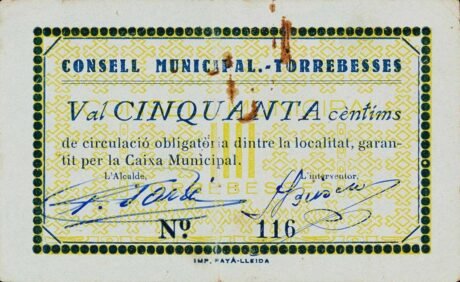 CONSELL MUNICIPAL.-TORREBESSES
Val CINQUANTA cèntims
de circulació obligatòria dintre la localitat, garan-
tit per la Caixa Municipal.
L'Alcalde, L'interventor,
Nº 116
IMP. PAYÀ-LLEIDA